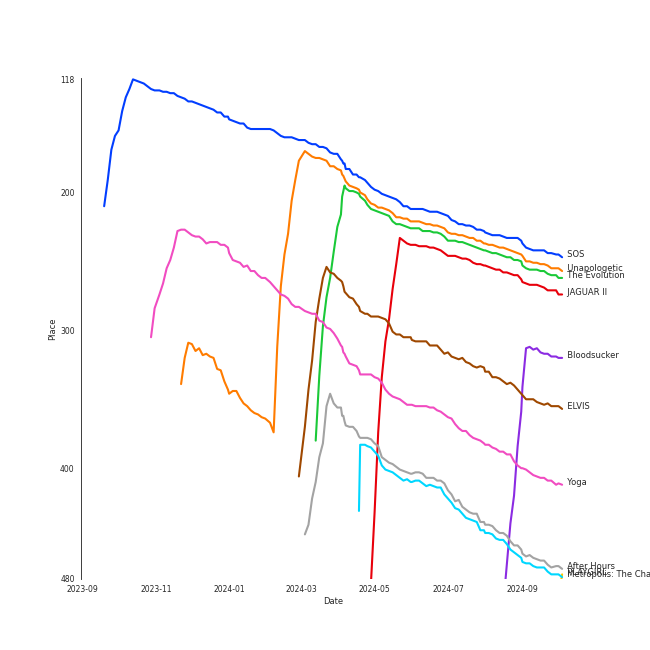 118
200
300
400
480
Place
2023-09
2023-11
2024-01
2024-03
2024-05
2024-07
2024-09
Date
SOS
Unapologetic
The Evolution
JAGUAR II
Bloodsucker
ELVIS
Yoga
After Hours
PLAYGIRL
Metropolis: The Cha